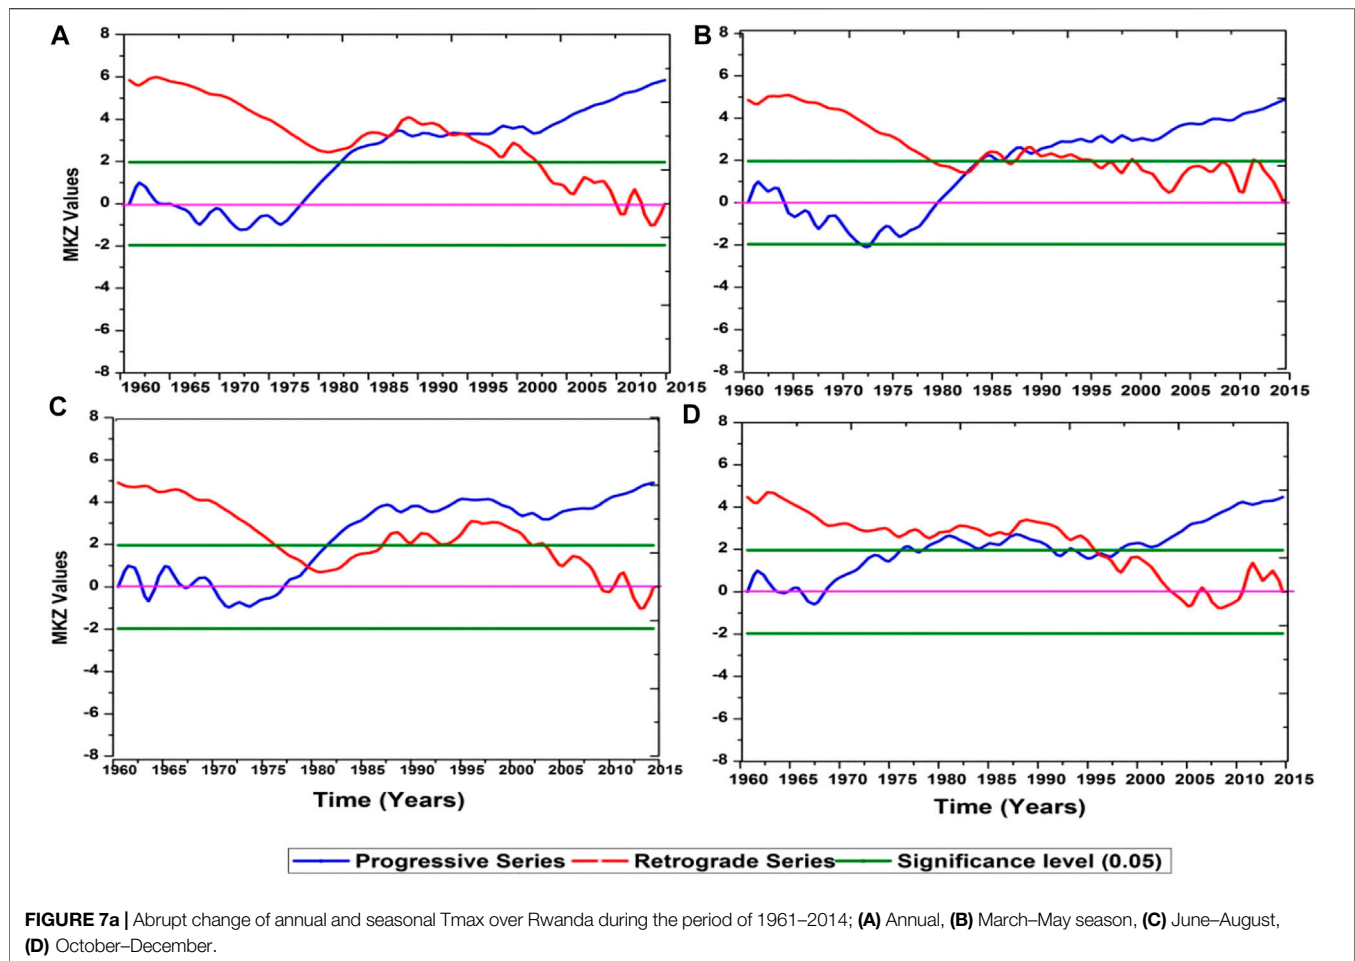 A
B
8
6
4
2
0
-2
-4
-6
-8
MKZ Values
1960 1965 1970 1975 1980 1985 1990 1995 2000 2005 2010 2015
8
6
4
2
0
-2
-4
-6
-8
1960 1965 1970 1975 1980 1985 1990 1995 2000 2005 2010 2015
C
D
8
6
4
2
0
-2
-4
-6
-8
MKZ Values
1960 1965 1970 1975 1980 1985 1990 1995 2000 2005 2010 2015
Time (Years)
8
6
4
2
0
-2
-4
-6
-8
1960 1965 1970 1975 1980 1985 1990 1995 2000 2005 2010 2015
Time (Years)
Progressive Series Retrograde Series Significance level (0.05)
FIGURE 7a | Abrupt change of annual and seasonal Tmax over Rwanda during the period of 1961–2014; (A) Annual, (B) March–May season, (C) June–August,
(D) October–December.